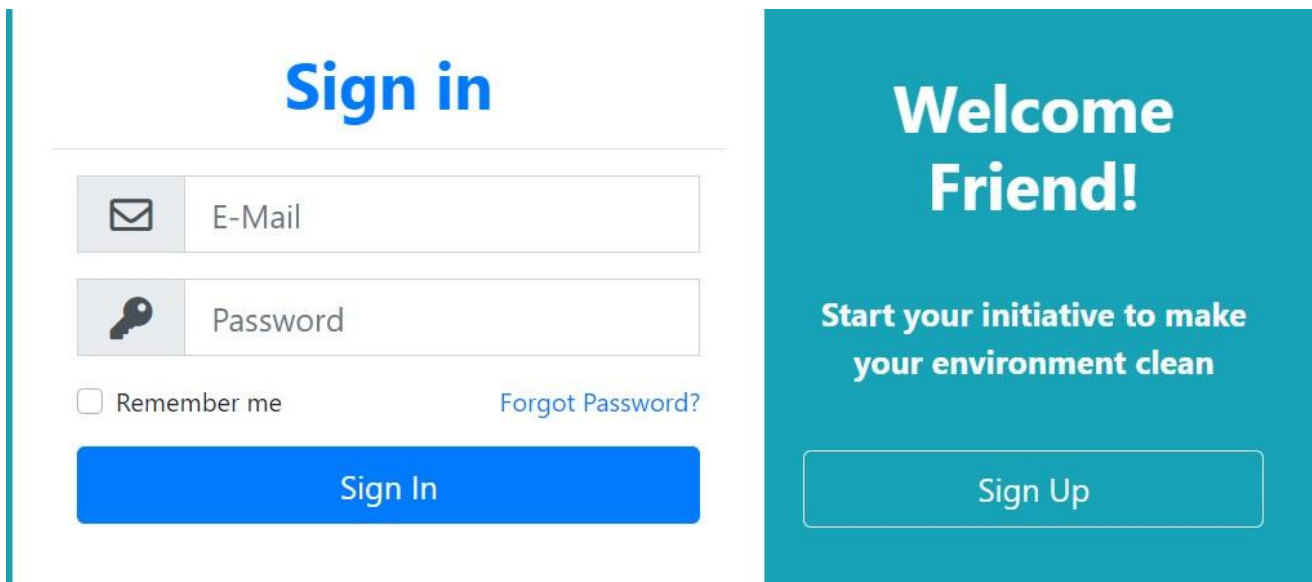 Sign in
E-Mail
Password
Remember me
Forgot Password?
Sign In
Welcome
Friend!
Start your initiative to make
your environment clean
Sign Up